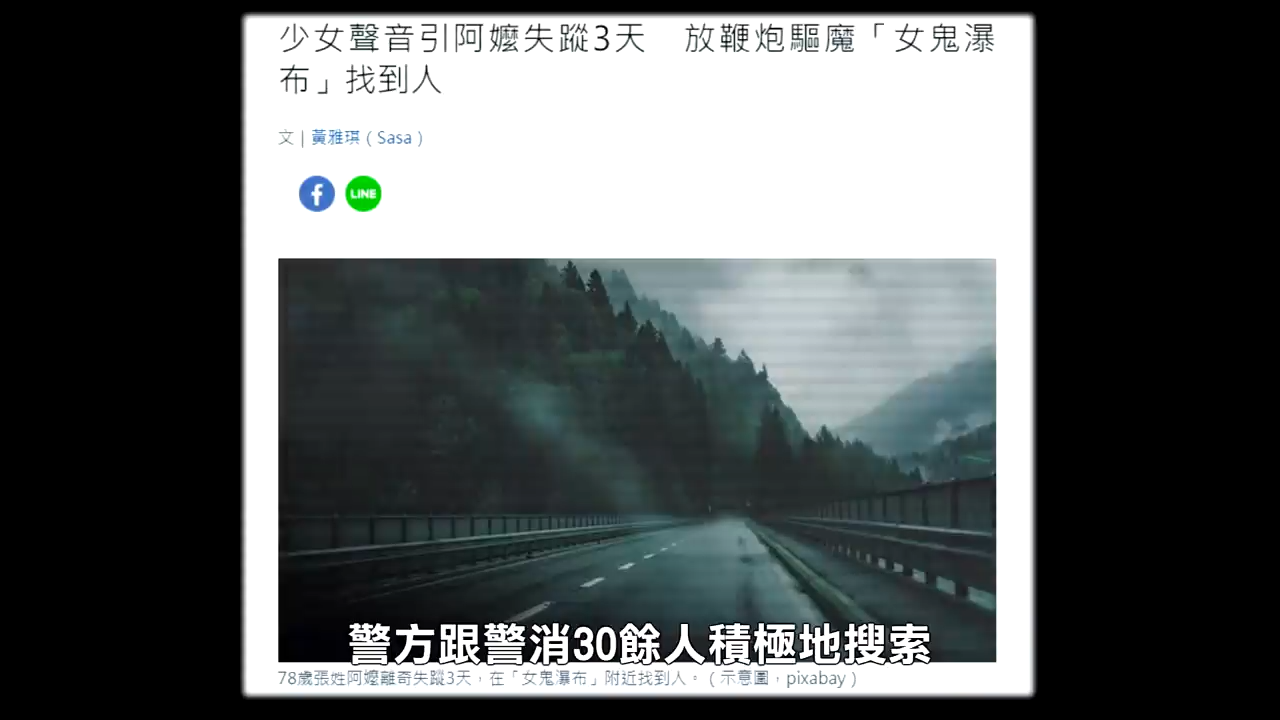 少女聲音引阿嬤失蹤3天　放鞭炮驅魔「女鬼瀑
布」找到人
文｜黃雅琪（Sasa）
f LINE
警方跟警消30餘人積極地搜索
78歲張姓阿嬤離奇失蹤3天，在「女鬼瀑布」附近找到人。（示意圖，pixabay）